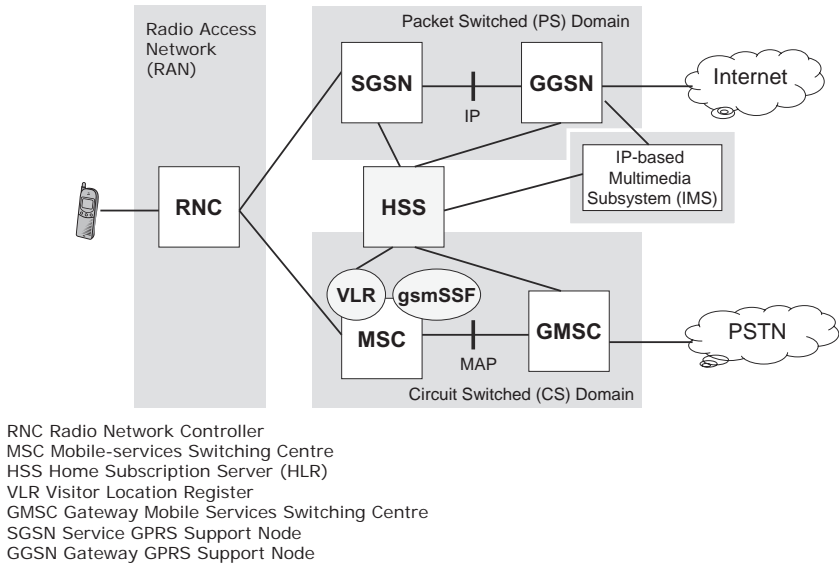 Radio Access
Network
(RAN)
Packet Switched (PS) Domain
SGSN
IP
GGSN
Internet
IP-based
Multimedia
Subsystem (IMS)
RNC
HSS
VLR
gsmSSF
MSC
MAP
GMSC
PSTN
Circuit Switched (CS) Domain
RNC Radio Network Controller
MSC Mobile-services Switching Centre
HSS Home Subscription Server (HLR)
VLR Visitor Location Register
GMSC Gateway Mobile Services Switching Centre
SGSN Service GPRS Support Node
GGSN Gateway GPRS Support Node